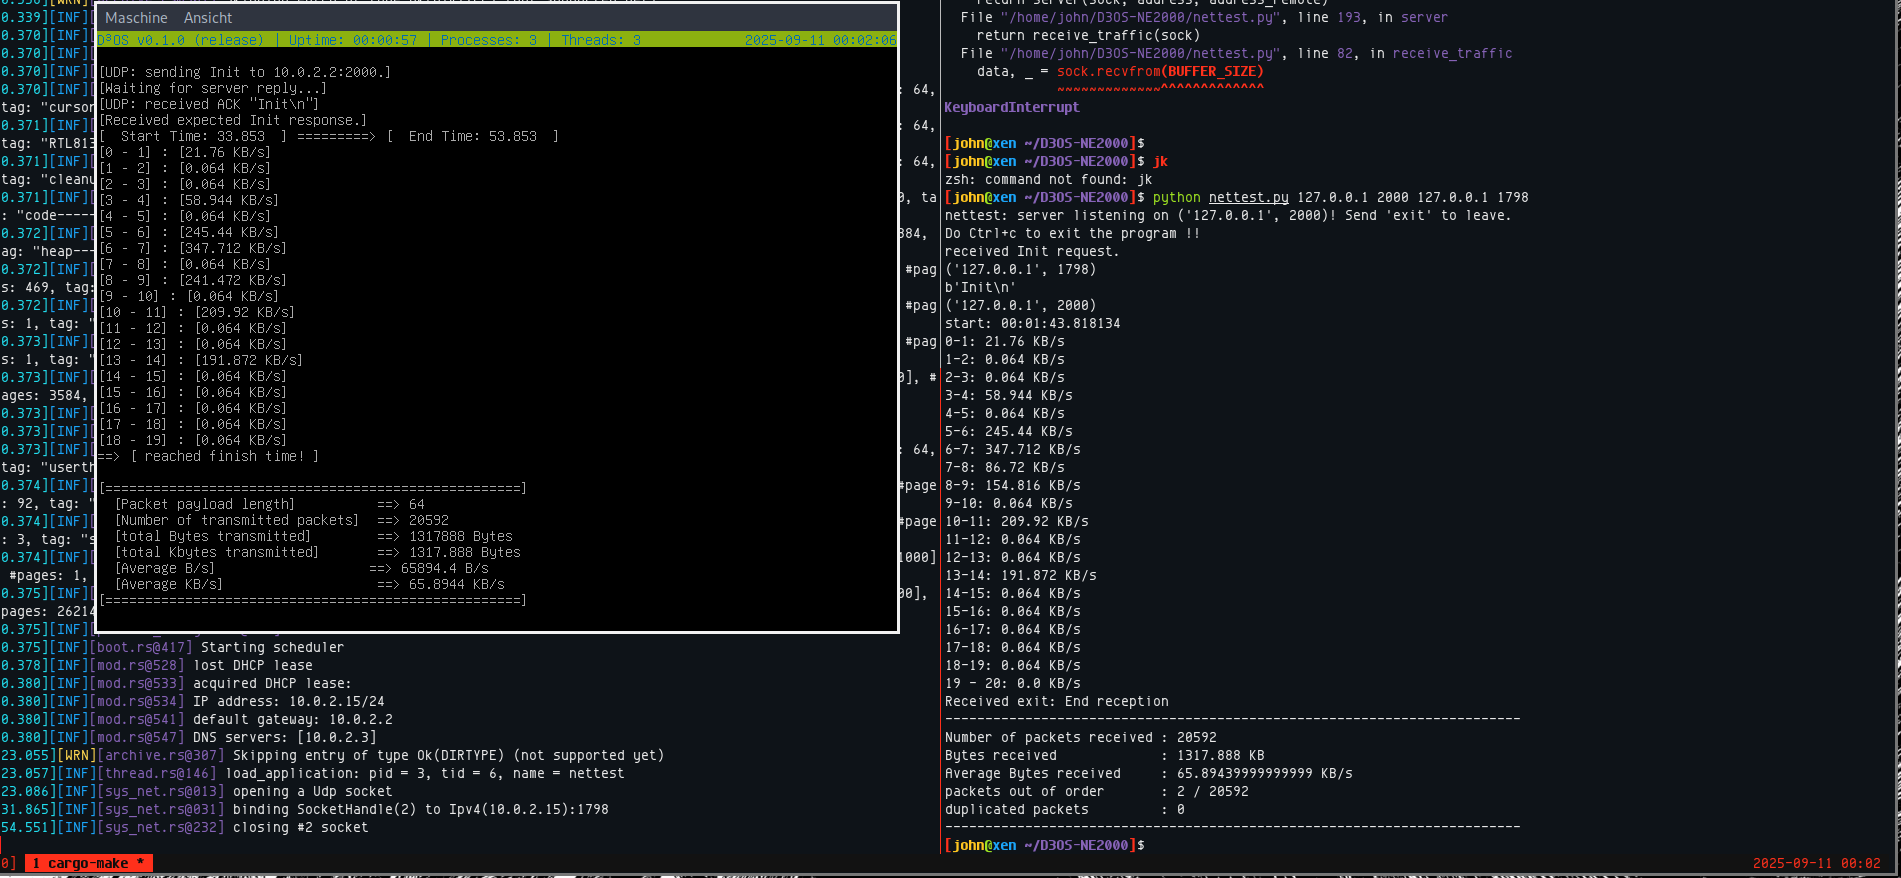 Maschine Ansicht
D³OS v0.1.0 (release) | Uptime: 00:00:57 | Processes: 3 | Threads: 3 2025-09-11 00:02:06
[UDP: sending Init to 10.0.2.2:2000.]
[Waiting for server reply...]
[UDP: received ACK "Init\n"]
[Received expected Init response.]
[  Start Time: 33.853  ] =========> [  End Time: 53.853  ]
[0 - 1] : [21.76 KB/s]
[1 - 2] : [0.064 KB/s]
[2 - 3] : [0.064 KB/s]
[3 - 4] : [58.944 KB/s]
[4 - 5] : [0.064 KB/s]
[5 - 6] : [245.44 KB/s]
[6 - 7] : [347.712 KB/s]
[7 - 8] : [0.064 KB/s]
[8 - 9] : [241.472 KB/s]
[9 - 10] : [0.064 KB/s]
[10 - 11] : [209.92 KB/s]
[11 - 12] : [0.064 KB/s]
[12 - 13] : [0.064 KB/s]
[13 - 14] : [191.872 KB/s]
[14 - 15] : [0.064 KB/s]
[15 - 16] : [0.064 KB/s]
[16 - 17] : [0.064 KB/s]
[17 - 18] : [0.064 KB/s]
[18 - 19] : [0.064 KB/s]
==> [ reached finish time! ]
[====================================================]
[Packet payload length] ==> 64
[Number of transmitted packets] ==> 20592
[total Bytes transmitted] ==> 1317888 Bytes
[total Kbytes transmitted] ==> 1317.888 Bytes
[Average B/s] ==> 65894.4 B/s
[Average KB/s] ==> 65.8944 KB/s
[====================================================]
0.339][INF][
0.370][INF][
0.370][INF][
0.370][INF][
0.370][INF][ : 64,
tag: "cursor
0.371][INF][ : 64,
tag: "RTL813
0.371][INF][ : 64,
tag: "cleanu
0.371][INF][ 0, ta
: "code-----
0.372][INF][ 384,
ag: "heap---
0.372][INF][ #pag
s: 469, tag:
0.372][INF][ #pag
s: 1, tag: "
0.373][INF][ #pag
s: 1, tag: "
0.373][INF][ 0], #
ages: 3584,
0.373][INF][
0.373][INF][
0.373][INF][ : 64,
tag: "userth
0.374][INF][ #page
: 92, tag: "
0.374][INF][ #page
: 3, tag: "s
0.374][INF][ 1000]
#pages: 1,
0.375][INF][ 00],
pages: 26214
0.375][INF][
0.375][INF][boot.rs@417] Starting scheduler
0.378][INF][mod.rs@528] lost DHCP lease
0.380][INF][mod.rs@533] acquired DHCP lease:
0.380][INF][mod.rs@534] IP address: 10.0.2.15/24
0.380][INF][mod.rs@541] default gateway: 10.0.2.2
0.380][INF][mod.rs@547] DNS servers: [10.0.2.3]
23.055][WRN][archive.rs@307] Skipping entry of type Ok(DIRTYPE) (not supported yet)
23.057][INF][thread.rs@146] load_application: pid = 3, tid = 6, name = nettest
23.086][INF][sys_net.rs@013] opening a Udp socket
31.865][INF][sys_net.rs@031] binding SocketHandle(2) to Ipv4(10.0.2.15):1798
54.551][INF][sys_net.rs@232] closing #2 socket
return server(sock, address, address_remote)
File "/home/john/D3OS-NE2000/nettest.py", line 193, in server
return receive_traffic(sock)
File "/home/john/D3OS-NE2000/nettest.py", line 82, in receive_traffic
data, _ = sock.recvfrom(BUFFER_SIZE)
~~~~~~~~~~~~~^^^^^^^^^^^^^
KeyboardInterrupt
[john@xen ~/D3OS-NE2000]$
[john@xen ~/D3OS-NE2000]$ jk
zsh: command not found: jk
[john@xen ~/D3OS-NE2000]$ python nettest.py 127.0.0.1 2000 127.0.0.1 1798
nettest: server listening on ('127.0.0.1', 2000)! Send 'exit' to leave.
Do Ctrl+c to exit the program !!
received Init request.
('127.0.0.1', 1798)
b'Init\n'
('127.0.0.1', 2000)
start: 00:01:43.818134
0-1: 21.76 KB/s
1-2: 0.064 KB/s
2-3: 0.064 KB/s
3-4: 58.944 KB/s
4-5: 0.064 KB/s
5-6: 245.44 KB/s
6-7: 347.712 KB/s
7-8: 86.72 KB/s
8-9: 154.816 KB/s
9-10: 0.064 KB/s
10-11: 209.92 KB/s
11-12: 0.064 KB/s
12-13: 0.064 KB/s
13-14: 191.872 KB/s
14-15: 0.064 KB/s
15-16: 0.064 KB/s
16-17: 0.064 KB/s
17-18: 0.064 KB/s
18-19: 0.064 KB/s
19 - 20: 0.0 KB/s
Received exit: End reception
------------------------------------------------------------------------
Number of packets received : 20592
Bytes received : 1317.888 KB
Average Bytes received : 65.89439999999999 KB/s
packets out of order : 2 / 20592
duplicated packets : 0
------------------------------------------------------------------------
[john@xen ~/D3OS-NE2000]$
0] 1 cargo-make * 2025-09-11 00:02